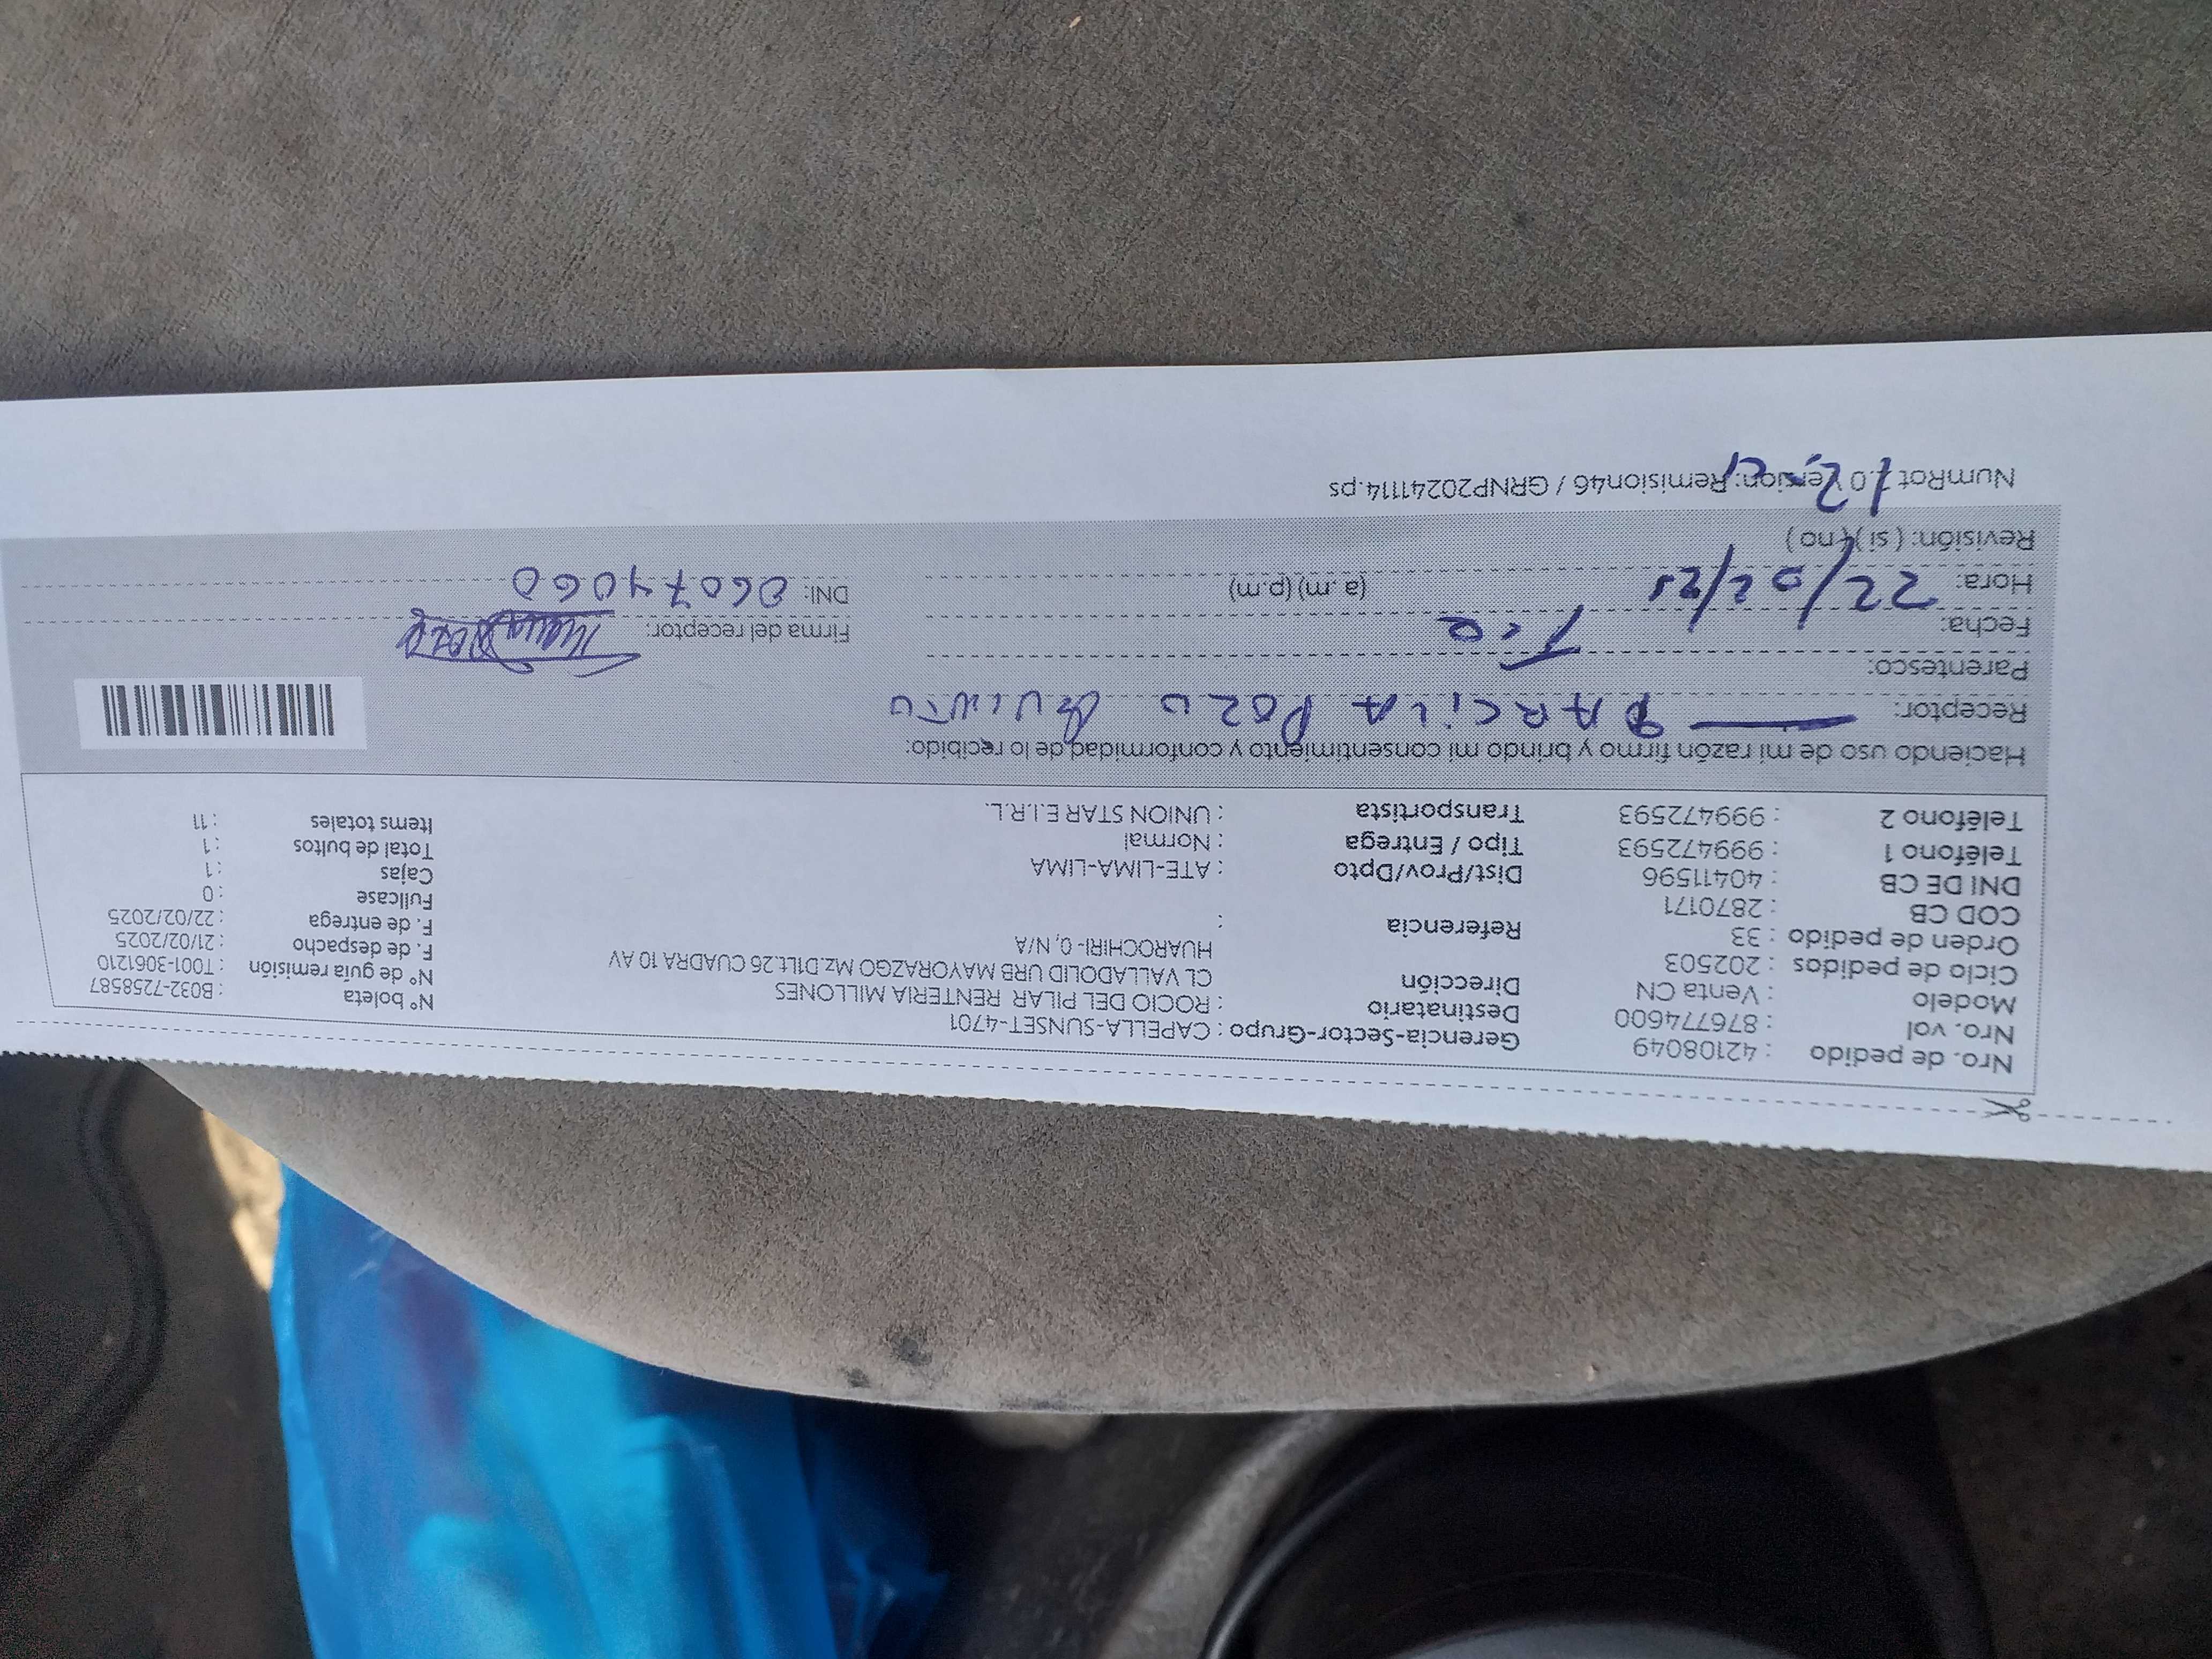 Nro. de pedido : 42108049 Gerencia-Sector-Grupo : CAPELLA-SUNSET-4701 N° boleta : B032-7258587
Nro. vol : 876774600 Destinatario : ROCIO DEL PILAR RENTERIA MILLONES N° de guía remisión : T001-3061210
Modelo : Venta CN Dirección CL VALLADOLID URB MAYORAZGO Mz.D1Lt.26 CUADRA 10 AV F. de despacho : 21/02/2025
Ciclo de pedidos : 202503 HUAROCHIRI- 0, N/A F. de entrega : 22/02/2025
Orden de pedido : 33 Referencia : Fullcase : 0
COD CB : 2870171 Cajas : 1
DNI DE CB : 40411596 Dist/Prov/Dpto : ATE-LIMA-LIMA Total de bultos : 1
Teléfono 1 : 999472593 Tipo / Entrega : Normal Items totales : 11
Teléfono 2 : 999472593 Transportista : UNION STAR E.I.R.L.
Haciendo uso de mi razón firmo y brindo mi consentimiento y conformidad de lo recibido:
Receptor: POZO
Parentesco:
Firma del receptor:
Fecha: 22/02/25
Hora: (a.m) (p.m) DNI: 06074060
Revisión: ( si ) ( no )
NumRot 2.0 Version: Remision46 / GRNP20241114.ps